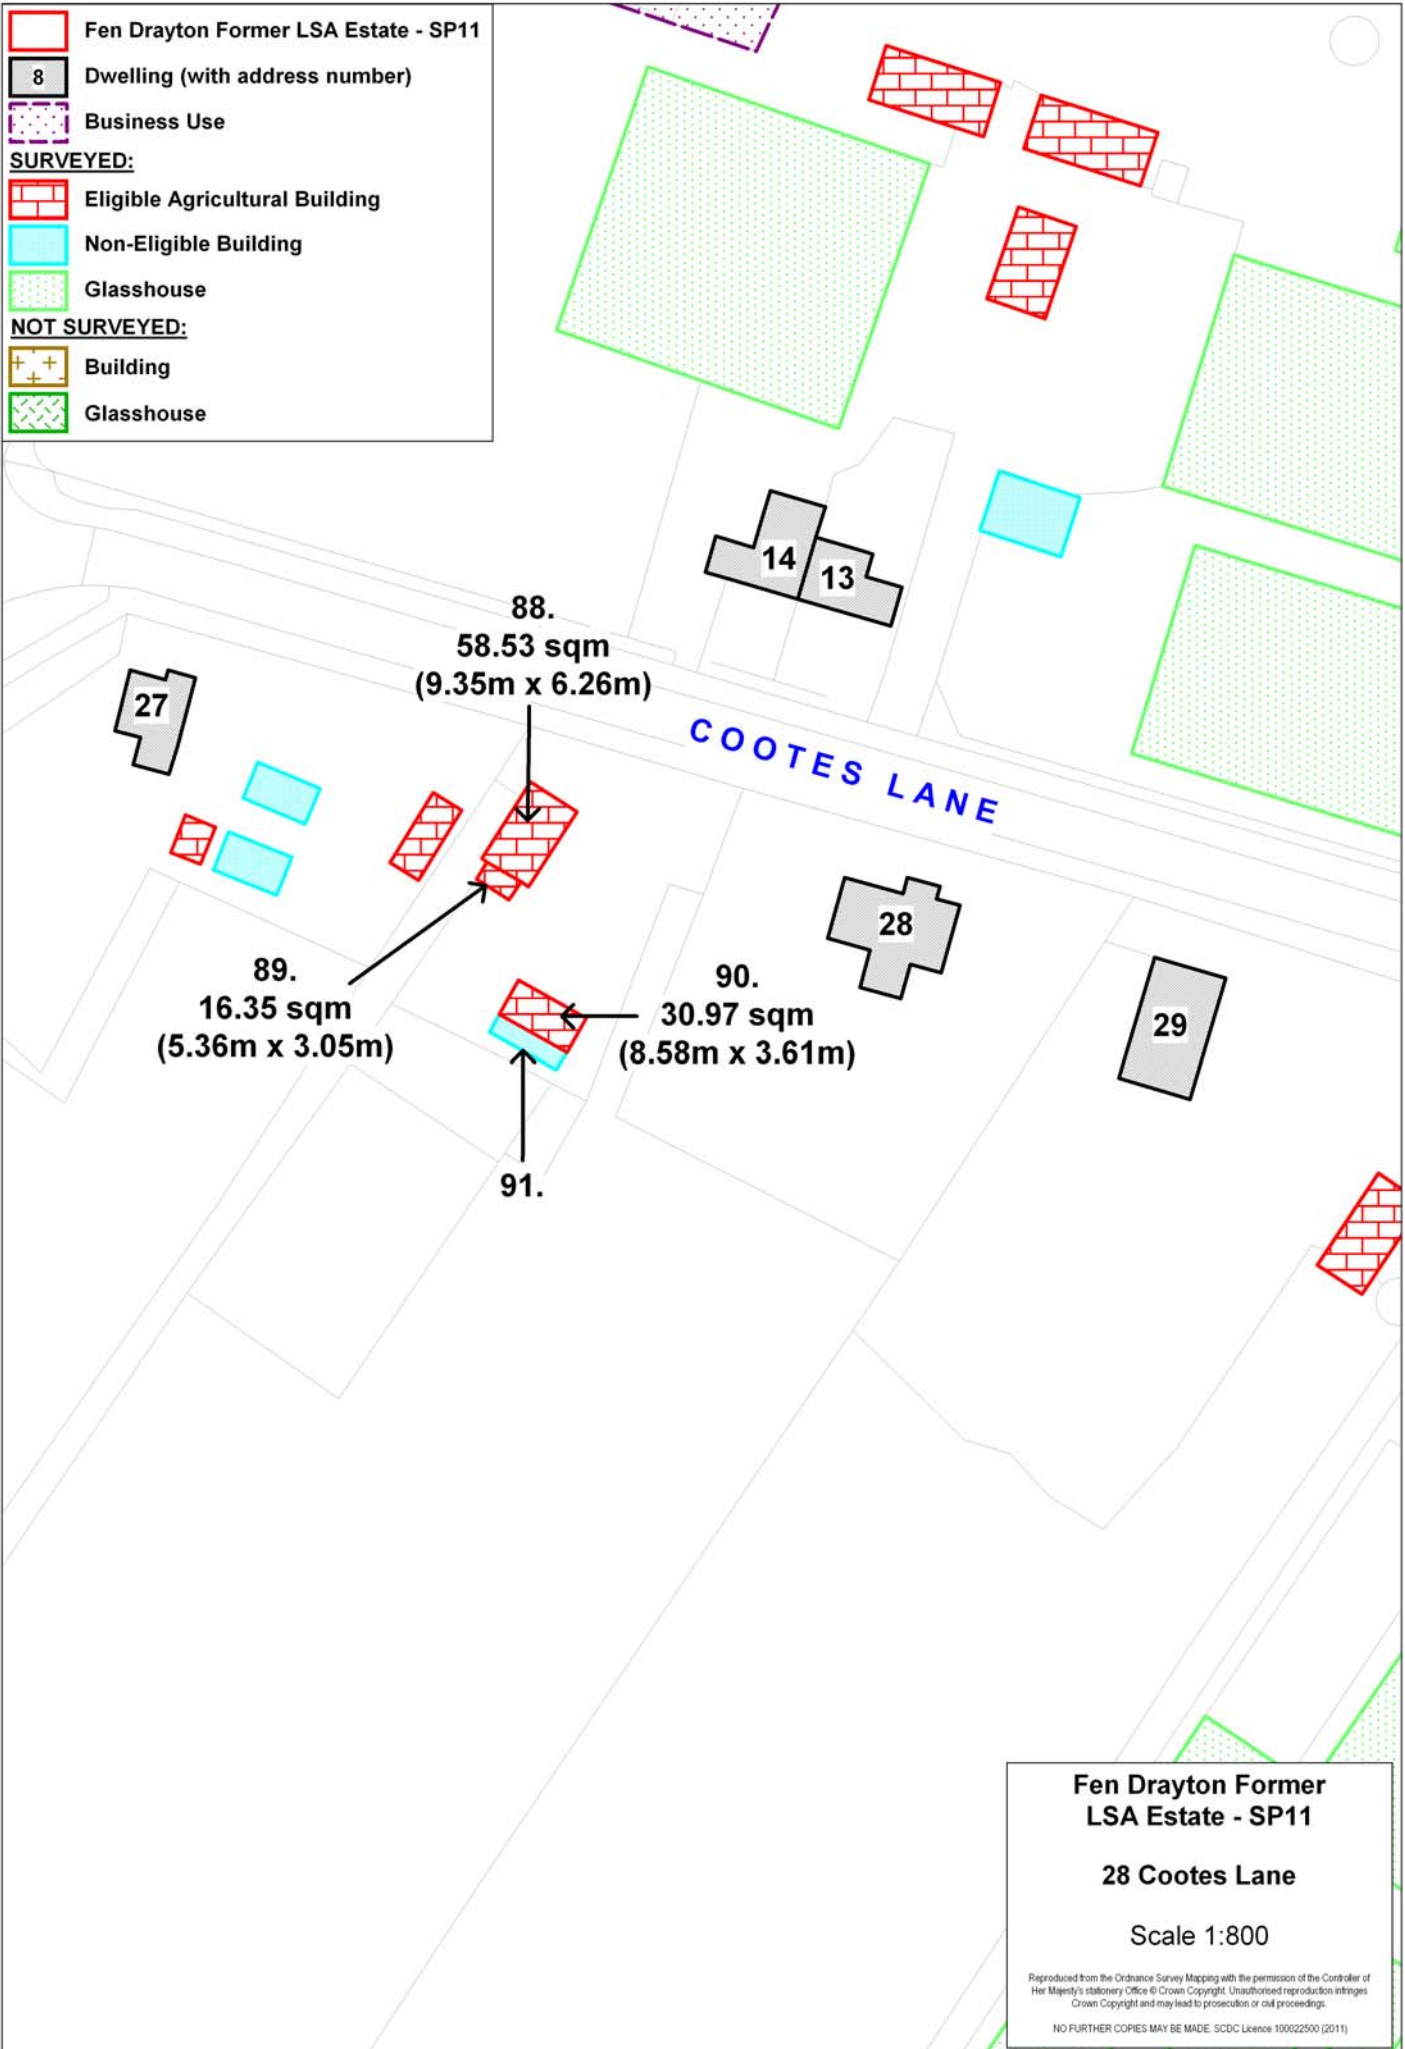 Fen Drayton Former LSA Estate - SP11
8 Dwelling (with address number)
Business Use
SURVEYED:
Eligible Agricultural Building
Non-Eligible Building
Glasshouse
NOT SURVEYED:
Building
Glasshouse
14
13
88.
58.53 sqm
(9.35m x 6.26m)
27
COOTES LANE
28
89.
16.35 sqm
(5.36m x 3.05m)
90.
30.97 sqm
(8.58m x 3.61m)
29
91.
Fen Drayton Former
LSA Estate - SP11
28 Cootes Lane
Scale 1:800
Reproduced from the Ordnance Survey Mapping with the permission of the Controller of
Her Majesty's stationery Office © Crown Copyright. Unauthorised reproduction infringes
Crown Copyright and may lead to prosecution or civil proceedings.
NO FURTHER COPIES MAY BE MADE. SCDC Licence 100022500 (2011)